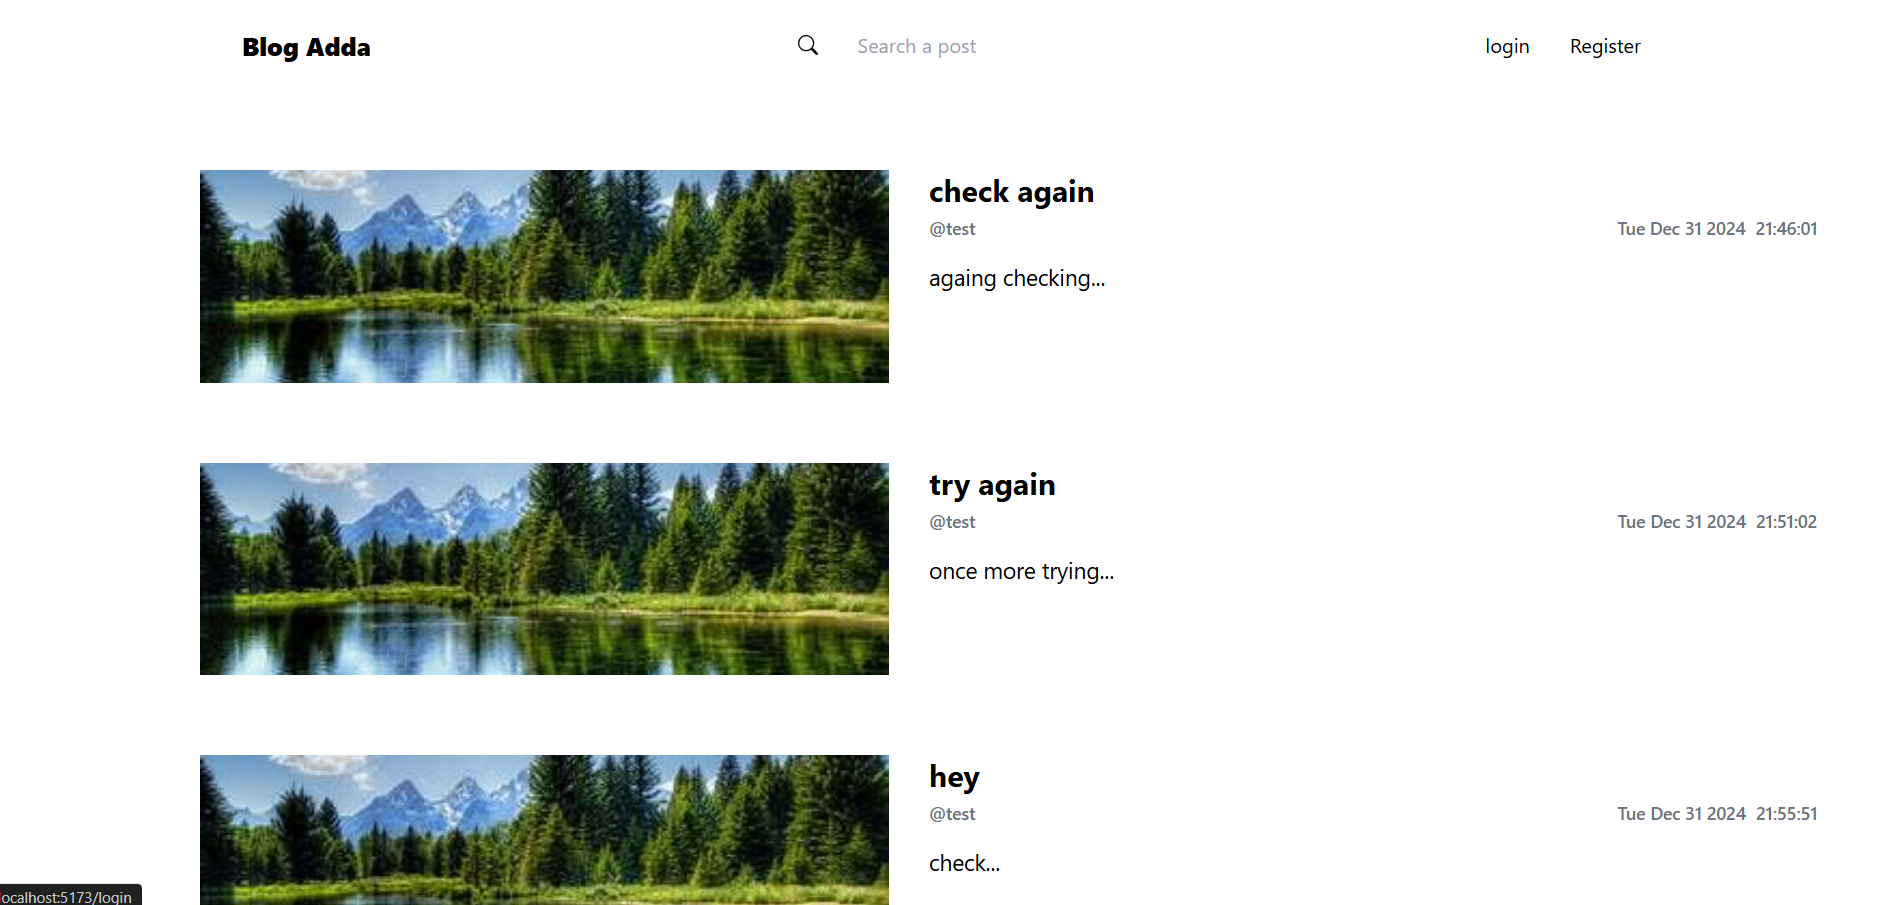 Blog Adda Search a post login Register
check again
@test Tue Dec 31 2024 21:46:01
againg checking...
try again
@test Tue Dec 31 2024 21:51:02
once more trying...
hey
@test Tue Dec 31 2024 21:55:51
check...
localhost:5173/login